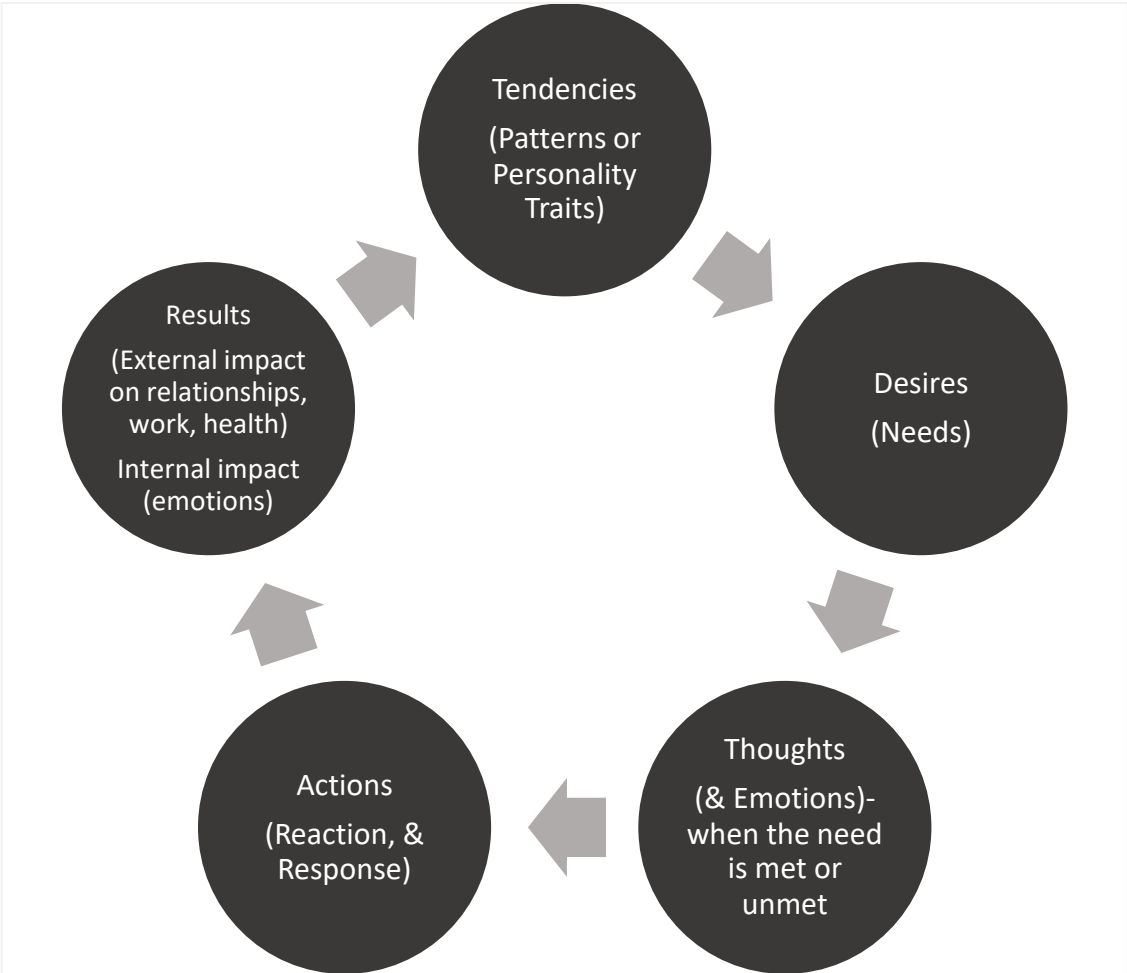 Tendencies
(Patterns or
Personality
Traits)
Desires
(Needs)
Thoughts
(& Emotions)-
when the need
is met or
unmet
Actions
(Reaction, &
Response)
Results
(External impact
on relationships,
work, health)
Internal impact
(emotions)